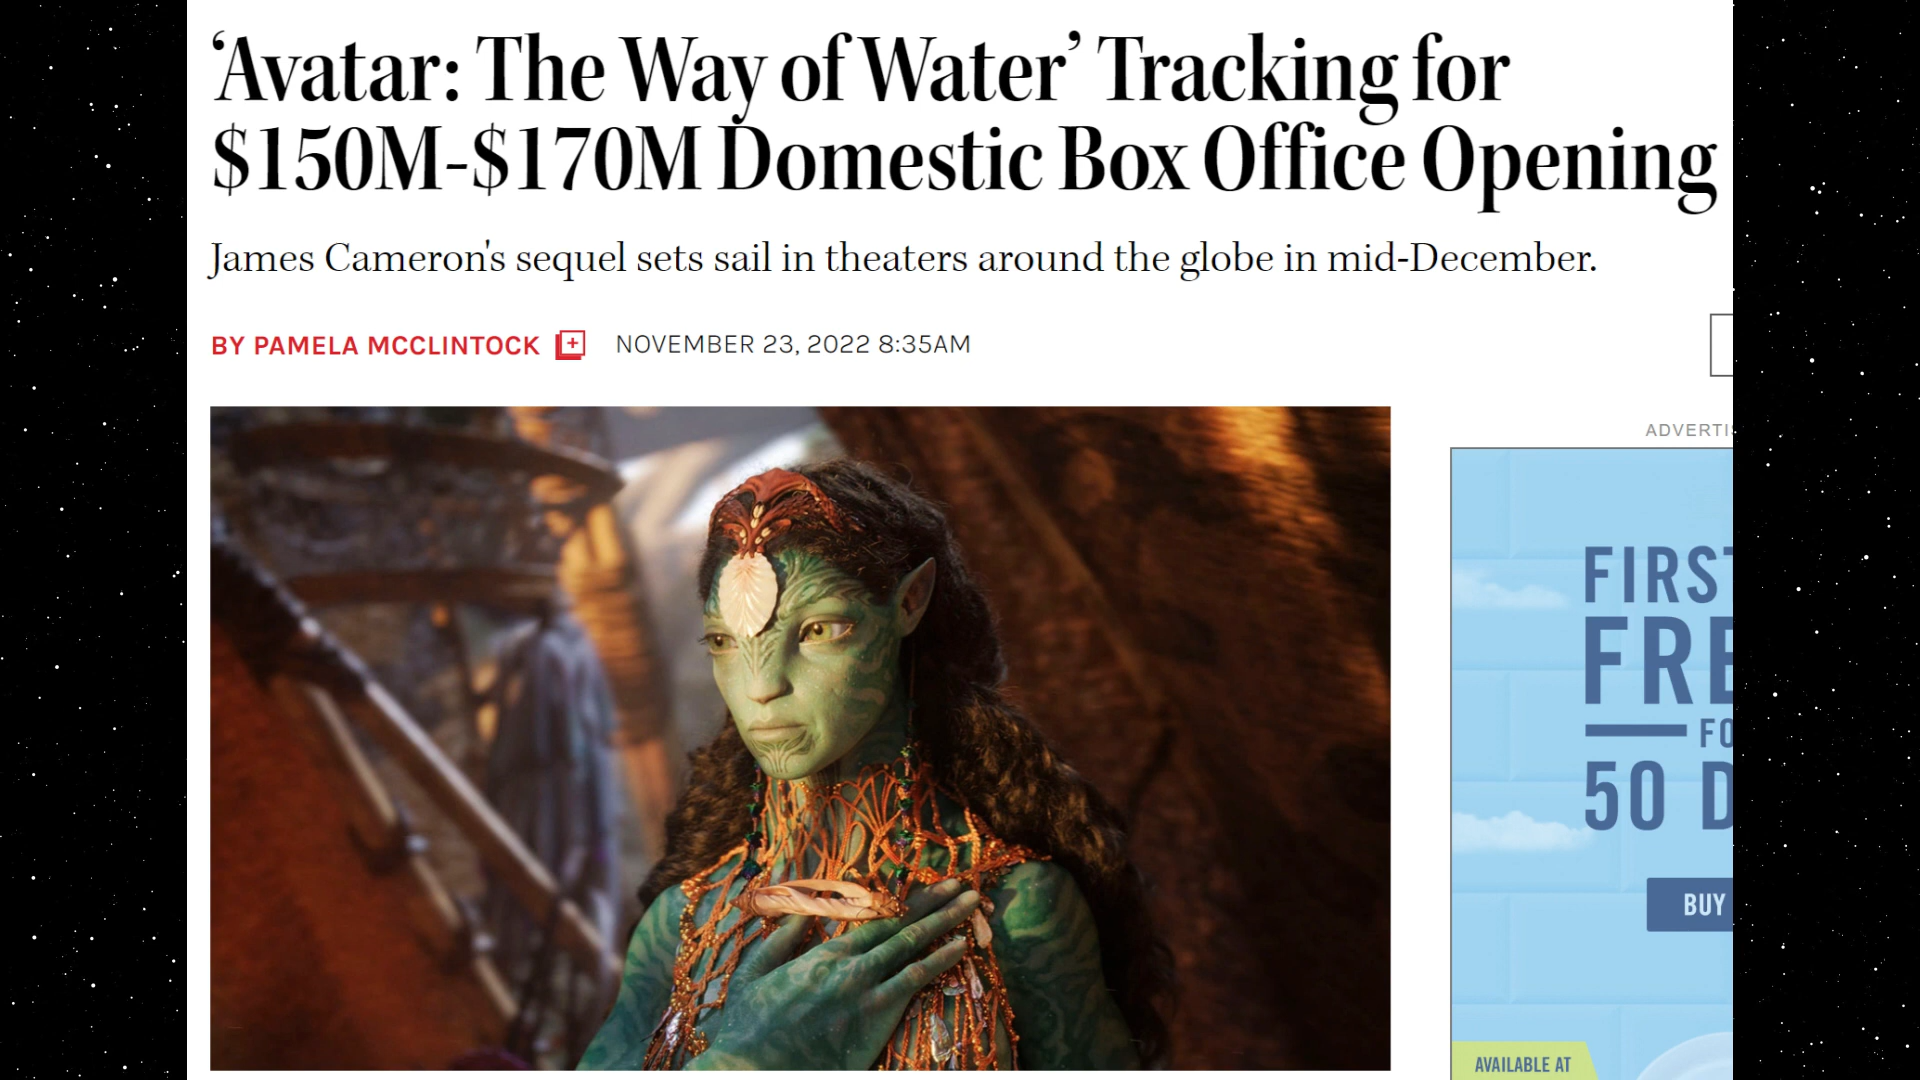 ‘Avatar: The Way of Water’ Tracking for
$150M-$170M Domestic Box Office Opening
James Cameron's sequel sets sail in theaters around the globe in mid-December.
BY PAMELA MCCLINTOCK
NOVEMBER 23, 2022 8:35AM
FO
50 D
BUY
AVAILABLE AT